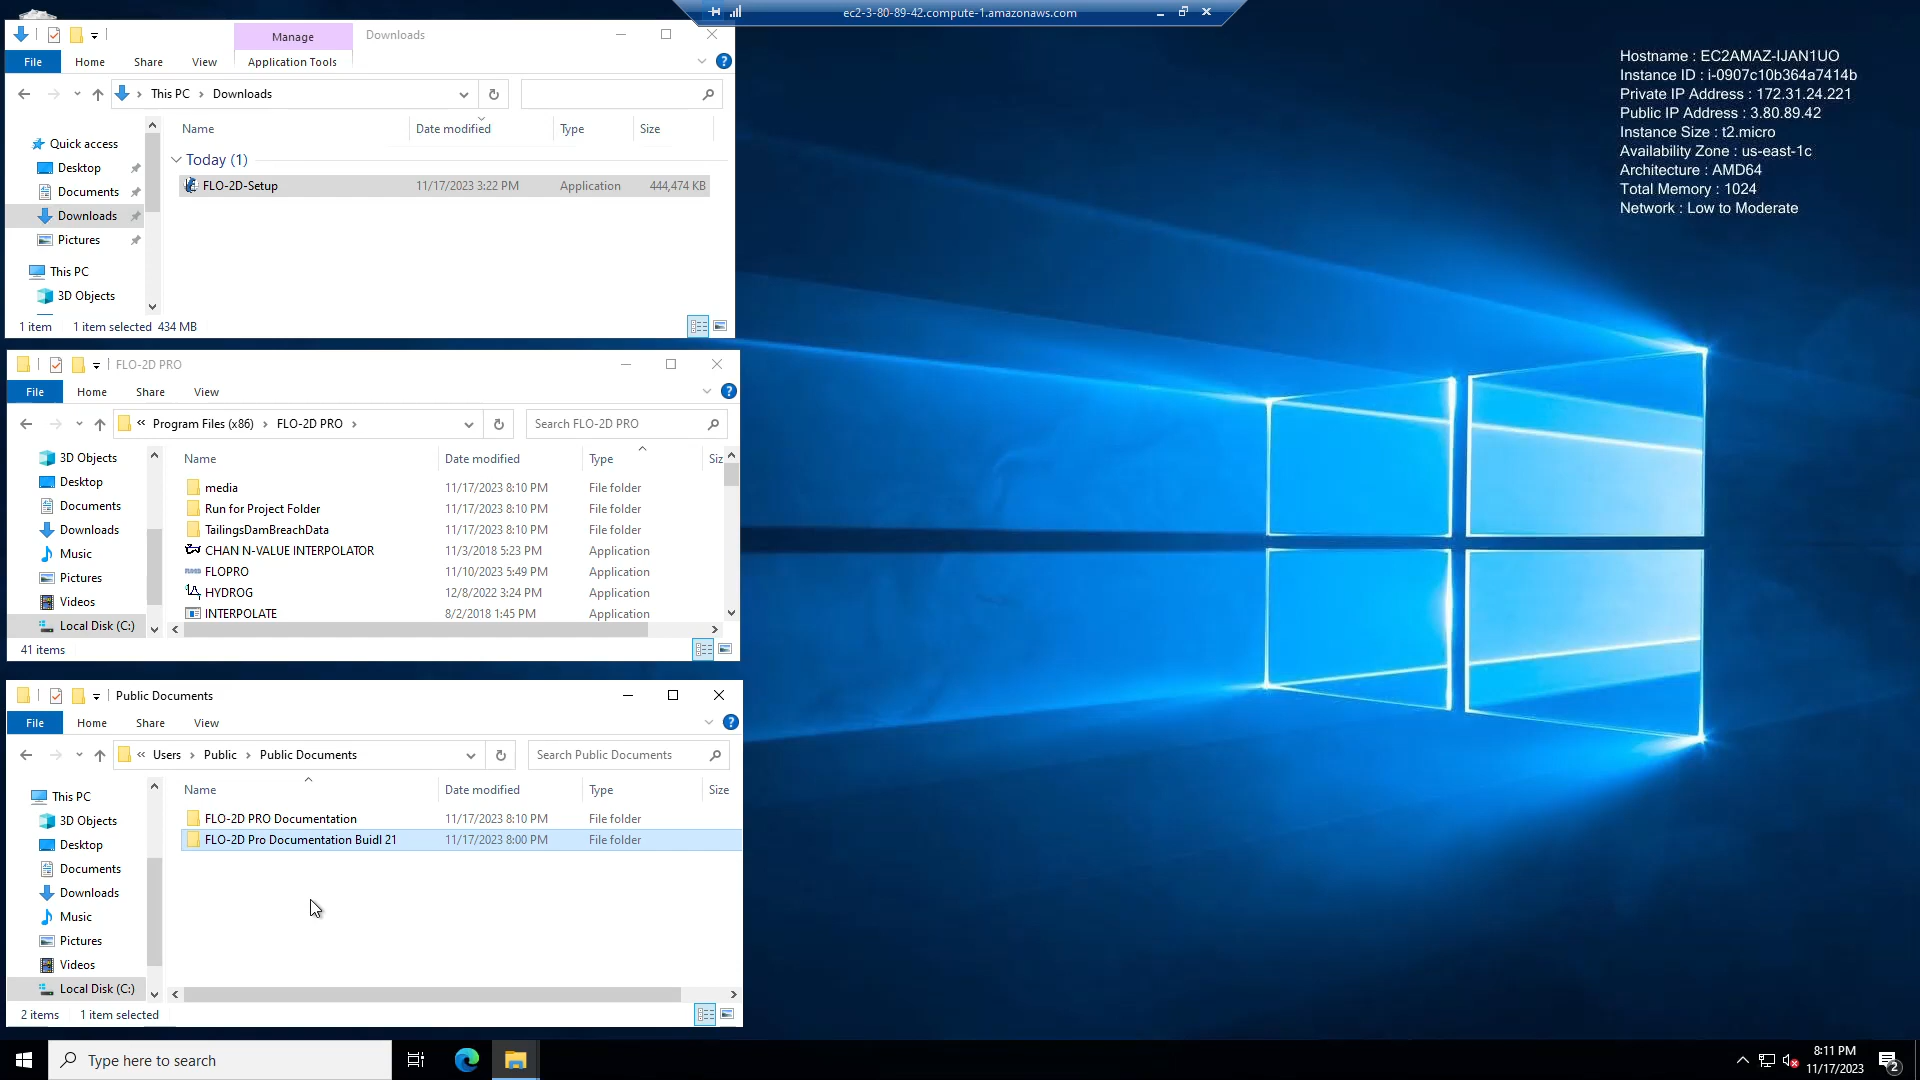 ec2-3-80-89-42.compute-1.amazonaws.com
Manage
Downloads
File
Home
Share
View
Application Tools
This PC
Downloads
Name
Date modified
Type
Size
Quick access
Desktop
Documents
Downloads
Pictures
This PC
3D Objects
Today (1)
FLO-2D-Setup
11/17/2023 3:22 PM
Application
444,474 KB
1 item
1 item selected
434 MB
FLO-2D PRO
File
Home
Share
View
« Program Files (x86)
FLO-2D PRO
Search FLO-2D PRO
3D Objects
Desktop
Documents
Downloads
Music
Pictures
Videos
Local Disk (C:)
Name
Date modified
Type
Siz
media 11/17/2023 8:10 PM File folder
Run for Project Folder 11/17/2023 8:10 PM File folder
TailingsDamBreachData 11/17/2023 8:10 PM File folder
CHAN N-VALUE INTERPOLATOR 11/3/2018 5:23 PM Application
FLOPRO 11/10/2023 5:49 PM Application
HYDROG 12/8/2022 3:24 PM Application
INTERPOLATE 8/2/2018 1:45 PM Application
41 items
Public Documents
File
Home
Share
View
« Users
Public
Public Documents
Search Public Documents
This PC
3D Objects
Desktop
Documents
Downloads
Music
Pictures
Videos
Local Disk (C:)
Name
Date modified
Type
Size
FLO-2D PRO Documentation 11/17/2023 8:10 PM File folder
FLO-2D Pro Documentation Buidl 21 11/17/2023 8:00 PM File folder
2 items
1 item selected
Hostname : EC2AMAZ-IJAN1UO
Instance ID : i-0907c10b364a7414b
Private IP Address : 172.31.24.221
Public IP Address : 3.80.89.42
Instance Size : t2.micro
Availability Zone : us-east-1c
Architecture : AMD64
Total Memory : 1024
Network : Low to Moderate
Type here to search
8:11 PM
11/17/2023
2